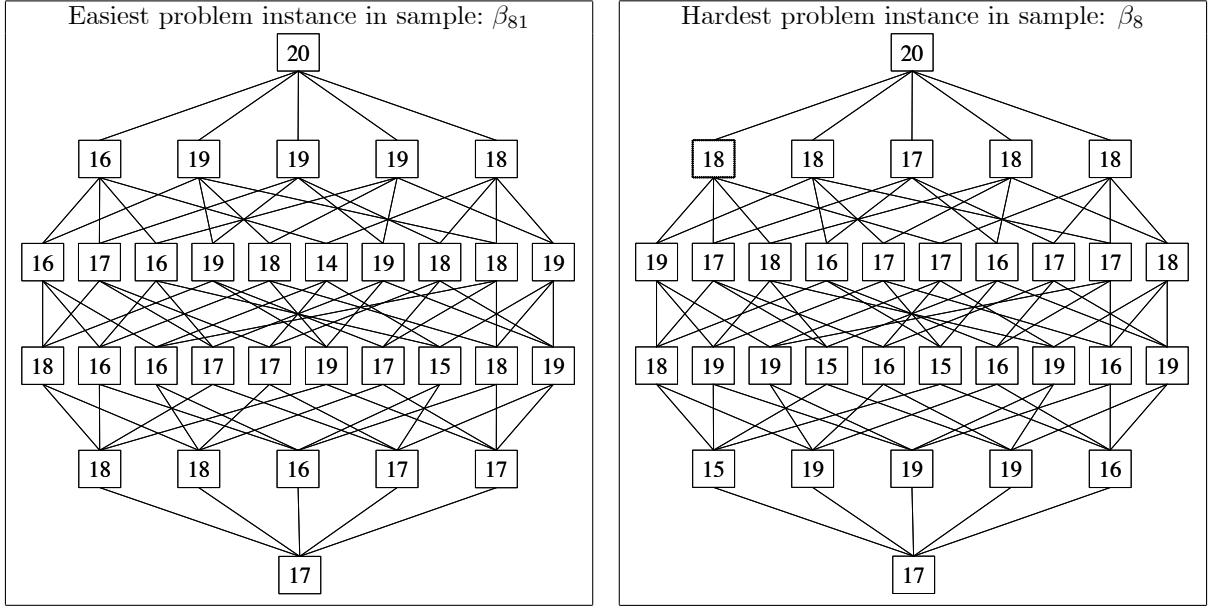 Easiest problem instance in sample: β81
20
16 19 19 19 18
16 17 16 19 18 14 19 18 18 19
18 16 16 17 17 19 17 15 18 19
18 18 16 17 17
17
Hardest problem instance in sample: β8
20
18 18 17 18 18
19 17 18 16 17 17 16 17 17 18
18 19 19 15 16 15 16 19 16 19
15 19 19 19 16
17